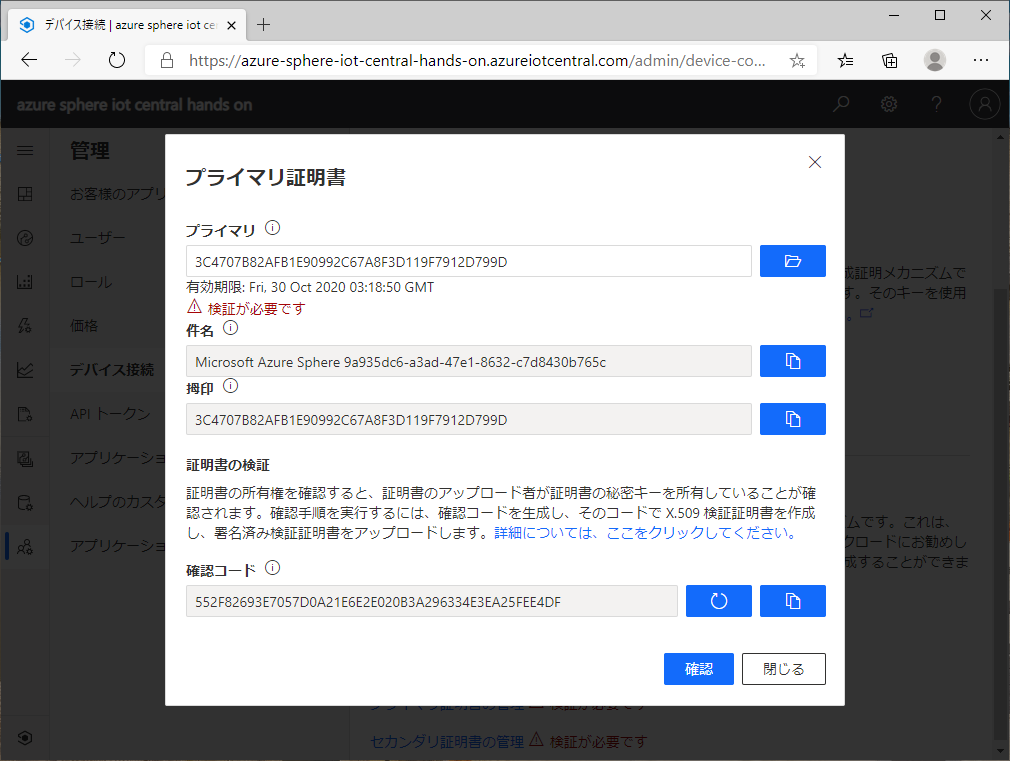 デバイス接続 | azure sphere iot ce
https://azure-sphere-iot-central-hands-on.azureiotcentral.com/admin/device-co...
azure sphere iot central hands on
管理
お客様のアプリ
ユーザー
ロール
価格
デバイス接続
API トークン
アプリケーショ
ヘルプのカスタ
アプリケーショ
プライマリ証明書
プライマリ
3C4707B82AFB1E90992C67A8F3D119F7912D799D
有効期限: Fri, 30 Oct 2020 03:18:50 GMT
検証が必要です
件名
Microsoft Azure Sphere 9a935dc6-a3ad-47e1-8632-c7d8430b765c
拇印
3C4707B82AFB1E90992C67A8F3D119F7912D799D
証明書の検証
証明書の所有権を確認すると、証明書のアップロード者が証明書の秘密キーを所有していることが確
認されます。確認手順を実行するには、確認コードを生成し、そのコードで X.509 検証証明書を作成
し、署名済み検証証明書をアップロードします。詳細については、ここをクリックしてください。
確認コード
552F82693E7057D0A21E6E2E020B3A296334E3EA25FEE4DF
確認
閉じる
成証明メカニズムで
す。そのキーを使用
。
ムです。これは、
クロードにお勧めし
成することができま
プライマリ証明書の管理 検証が必要です
セカンダリ証明書の管理 検証が必要です